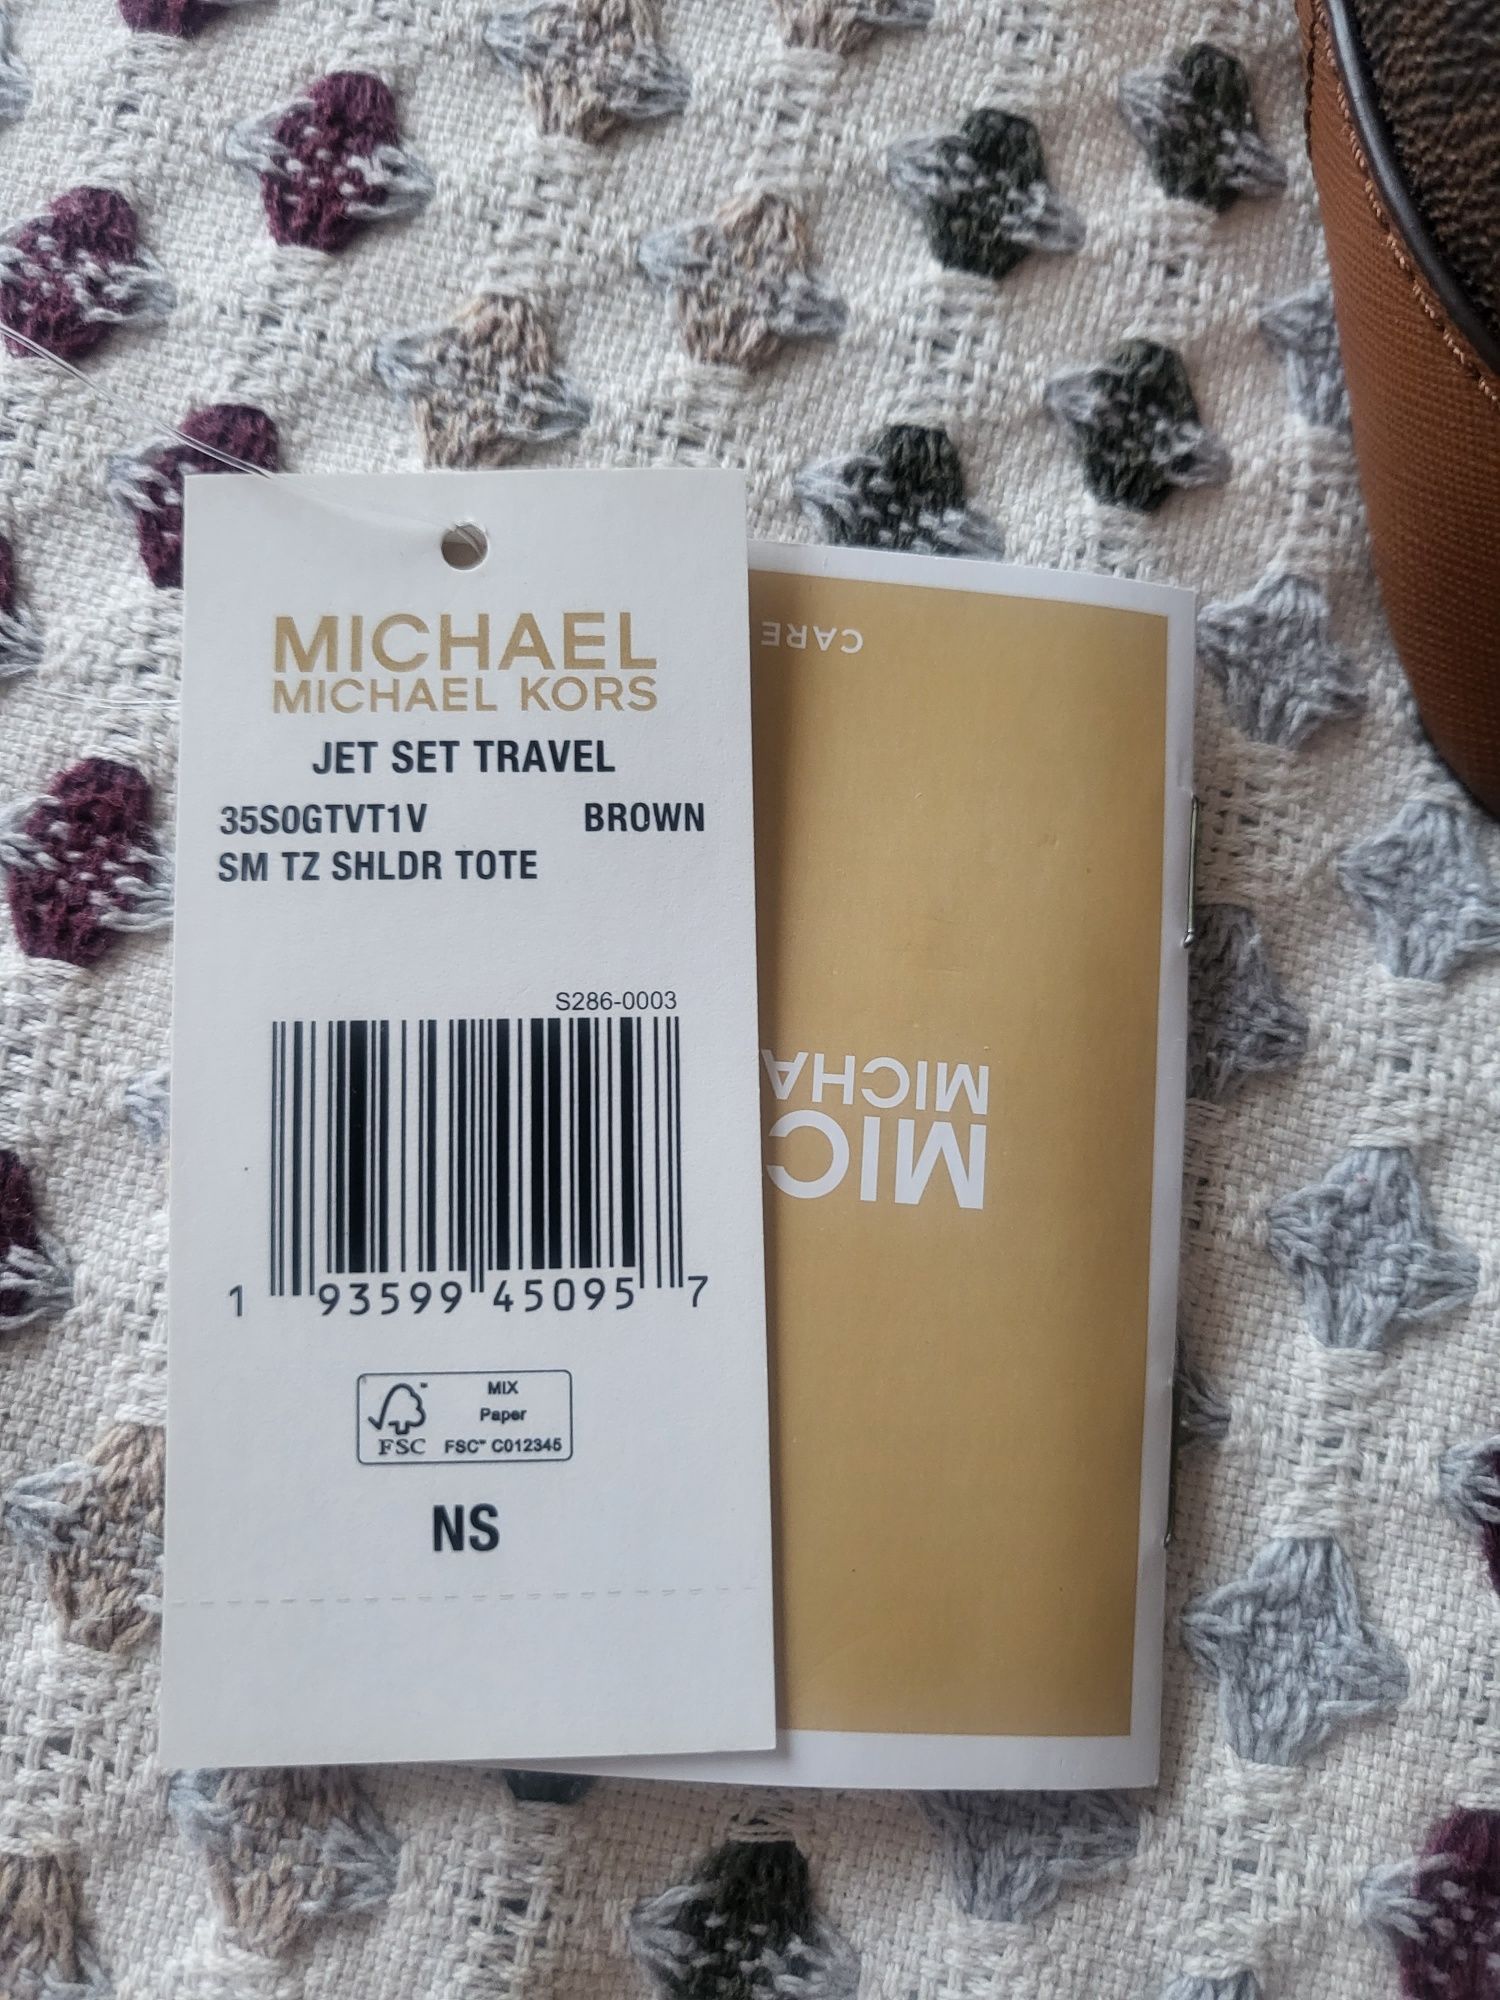 MICHAEL
MICHAEL KORS
JET SET TRAVEL
35S0GTVT1V BROWN
SM TZ SHLDR TOTE
S286-0003
1 93599 45095 7
FSC
MIX
Paper
FSC™ C012345
NS
CARE
MICHA
MIC